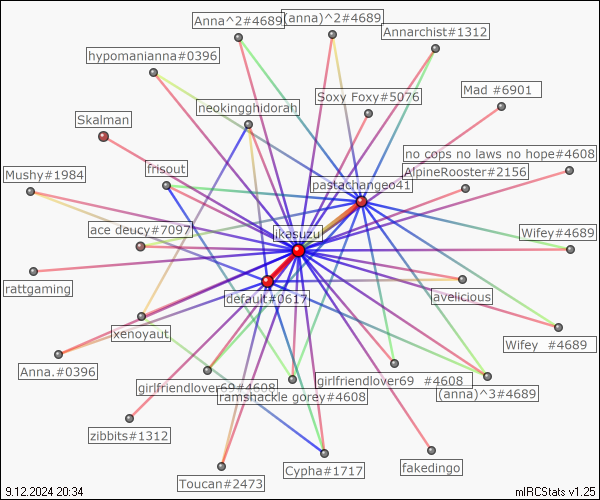 Anna^2#4689
(anna)^2#4689
Annarchist#1312
hypomanianna#0396
Mad #6901
Soxy Foxy#5076
neokingghidorah
Skalman
no cops no laws no hope#4608
frisout
AlpineRooster#2156
Mushy#1984
pastachangeo41
ace deucy#7097
ikasuzu
Wifey#4689
rattgaming
default#0617
avelicious
xenoyaut
Wifey #4689
Anna.#0396
girlfriendlover69#4608
girlfriendlover69 #4608
ramshackle gorey#4608
(anna)^3#4689
zibbits#1312
Toucan#2473
Cypha#1717
fakedingo
9.12.2024 20:34
mIRCStats v1.25